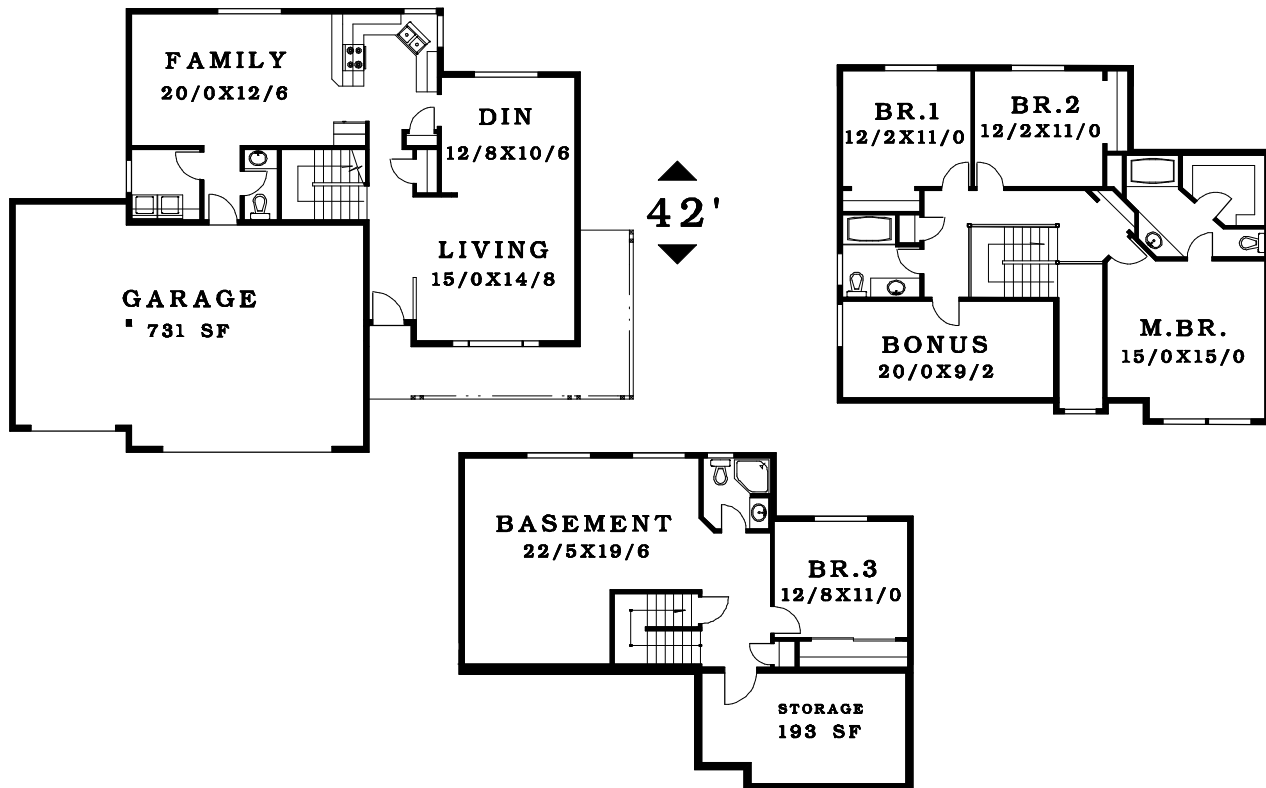 FAMILY
20/0X12/6
DIN
12/8X10/6
LIVING
15/0X14/8
GARAGE
731 SF
42'
BR.1
12/2X11/0
BR.2
12/2X11/0
BONUS
20/0X9/2
M.BR.
15/0X15/0
BASEMENT
22/5X19/6
BR.3
12/8X11/0
STORAGE
193 SF